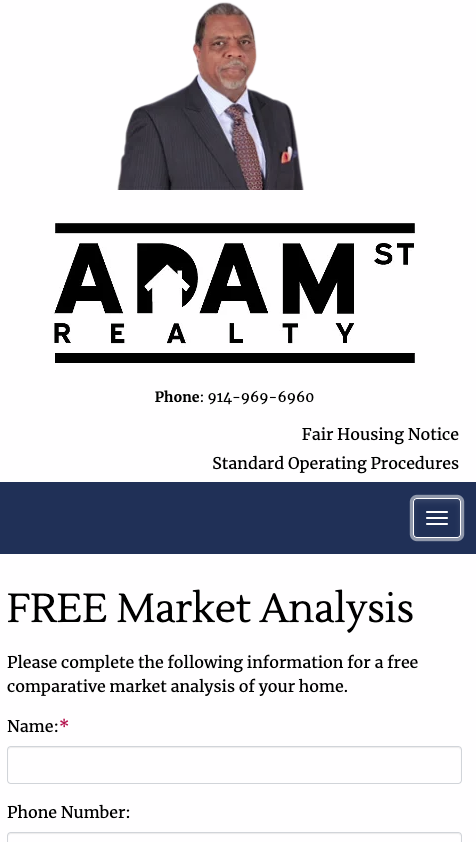 ADAM ST
REALTY
Phone: 914-969-6960
Fair Housing Notice
Standard Operating Procedures
FREE Market Analysis
Please complete the following information for a free
comparative market analysis of your home.
Name:*
Phone Number: